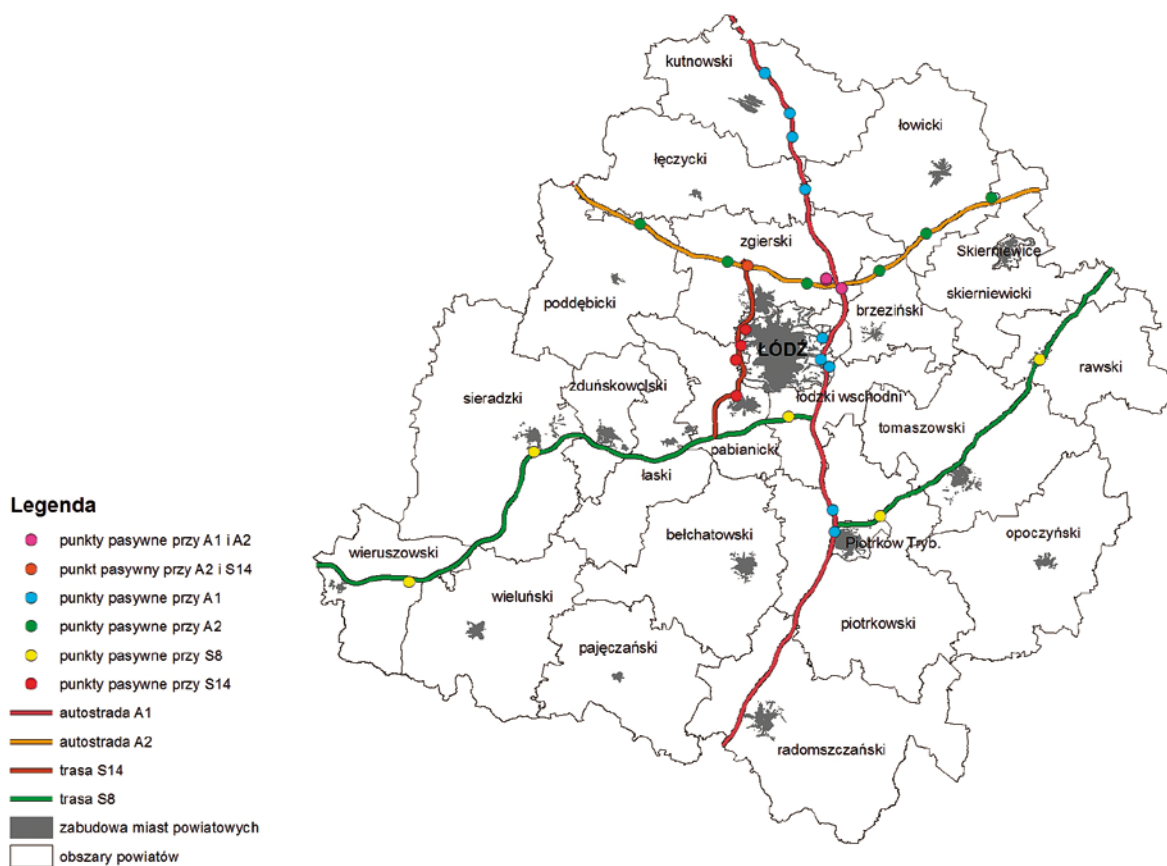 kutnowski
łowicki
łęczycki
zgierski
Skierniewice
skierniewicki
poddębicki
brzeziński
ŁÓDŹ
rawski
zduńskowolski
sieradzki
łódzki wschodni
tomaszowski
pabianicki
łaski
Legenda
punkty pasywne przy A1 i A2
punkt pasywny przy A2 i S14
punkty pasywne przy A1
punkty pasywne przy A2
punkty pasywne przy S8
punkty pasywne przy S14
autostrada A1
autostrada A2
trasa S14
trasa S8
zabudowa miast powiatowych
obszary powiatów
bełchatowski
opoczyński
Piotrków Tryb.
wieruszowski
wieluński
piotrkowski
pajęczański
radomszczański